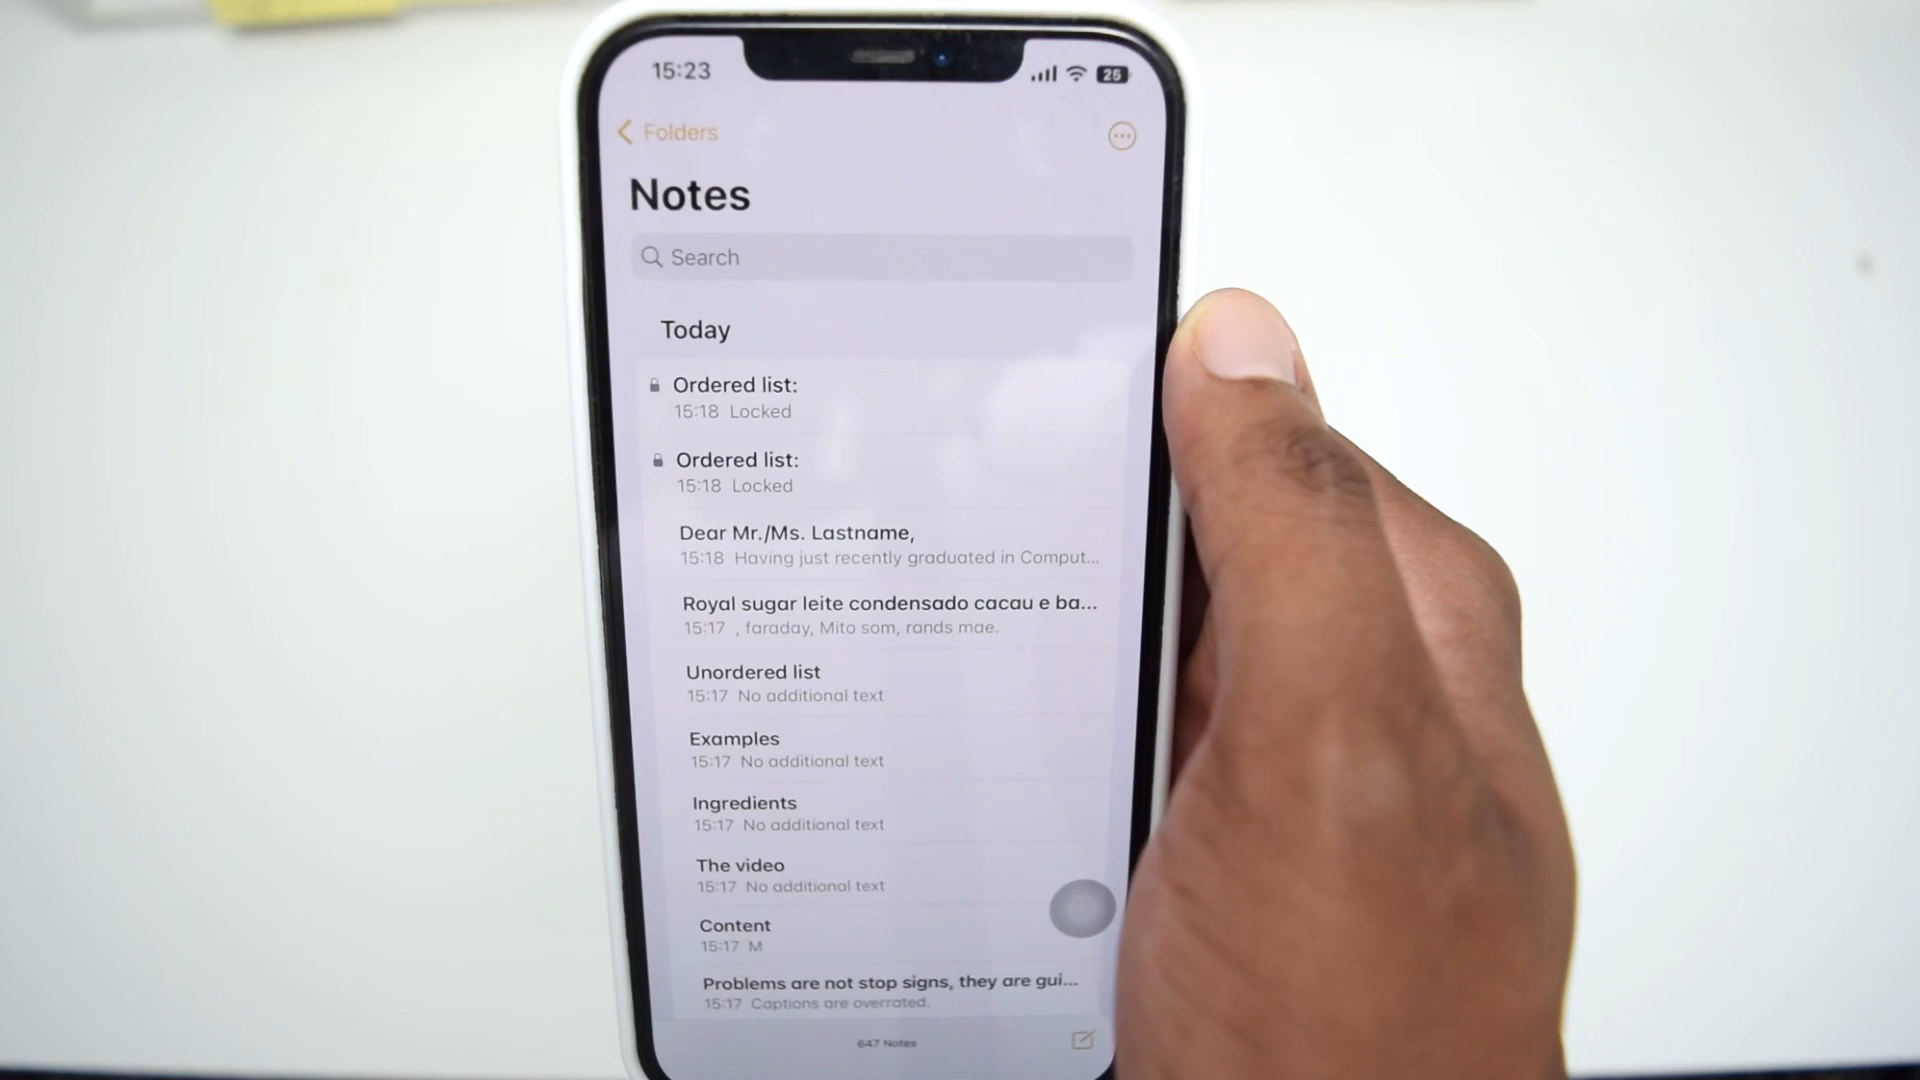 15:23
25
Folders
Notes
Search
Today
Ordered list:
15:18 Locked
Ordered list:
15:18 Locked
Dear Mr./Ms. Lastname,
15:18 Having just recently graduated in Comput...
Royal sugar leite condensado cacau e ba...
15:17 , faraday, Mito som, rands mae.
Unordered list
15:17 No additional text
Examples
15:17 No additional text
Ingredients
15:17 No additional text
The video
15:17 No additional text
Content
15:17 M
Problems are not stop signs, they are gui...
15:17 Captions are overrated.
647 Notes